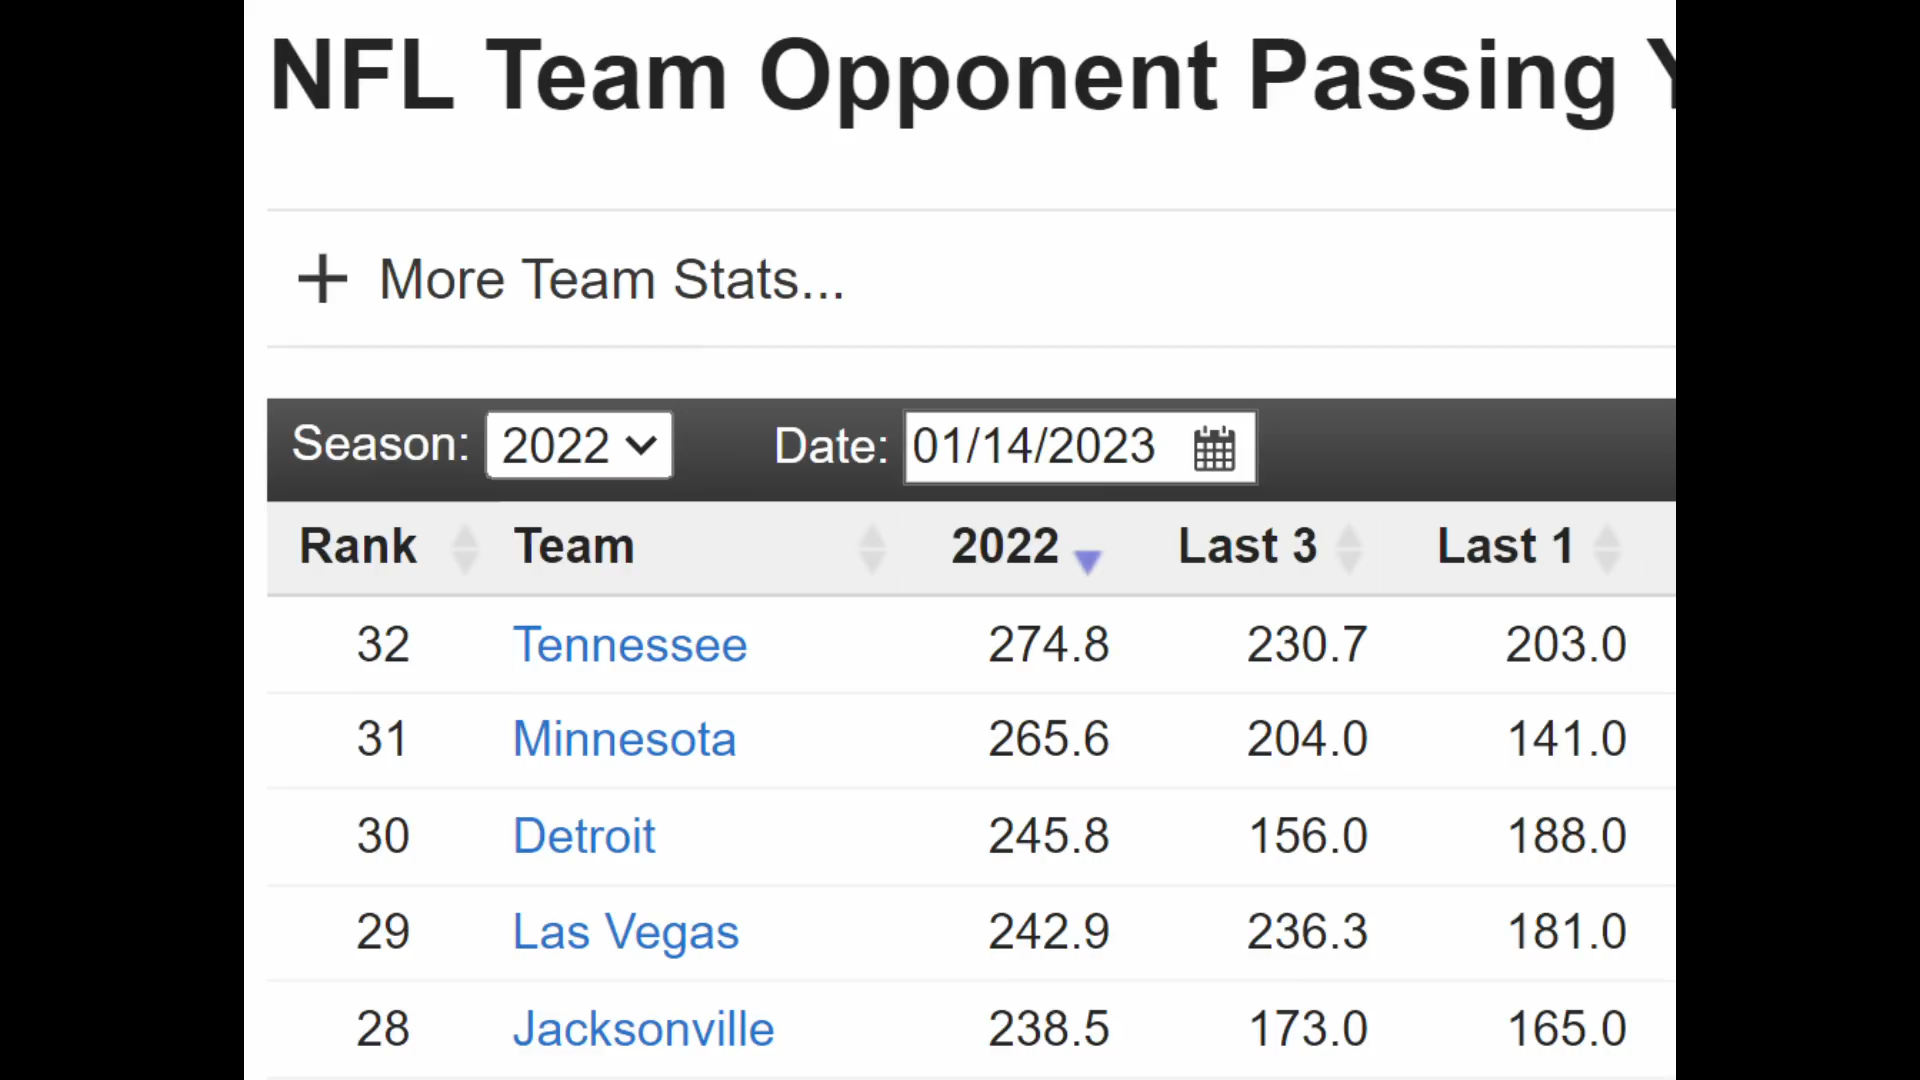 NFL Team Opponent Passing
+ More Team Stats...
Season: 2022 Date: 01/14/2023
Rank Team 2022 Last 3 Last 1
32 Tennessee 274.8 230.7 203.0
31 Minnesota 265.6 204.0 141.0
30 Detroit 245.8 156.0 188.0
29 Las Vegas 242.9 236.3 181.0
28 Jacksonville 238.5 173.0 165.0